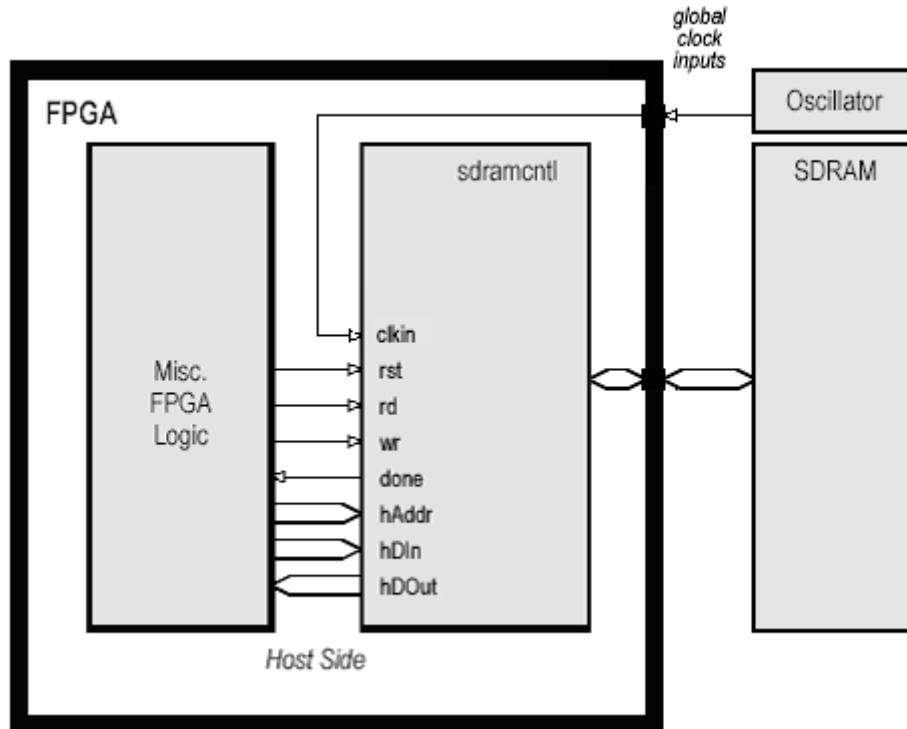 global
clock
inputs
Oscillator
FPGA
sdramcntl
SDRAM
clkin
Misc.
FPGA
Logic
rst
rd
wr
done
hAddr
hDIn
hDOut
Host Side